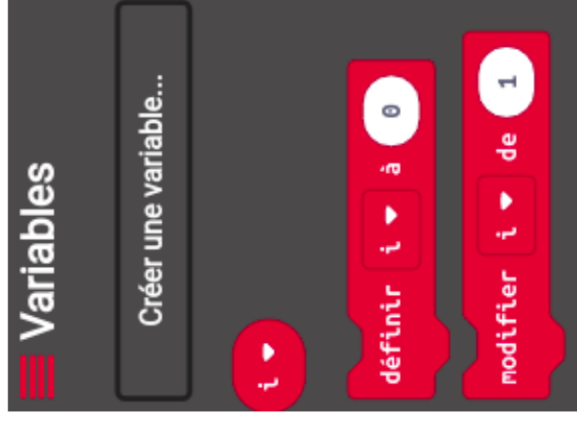 Variables
Créer une variable...
i
définir i à 0
modifier i de 1